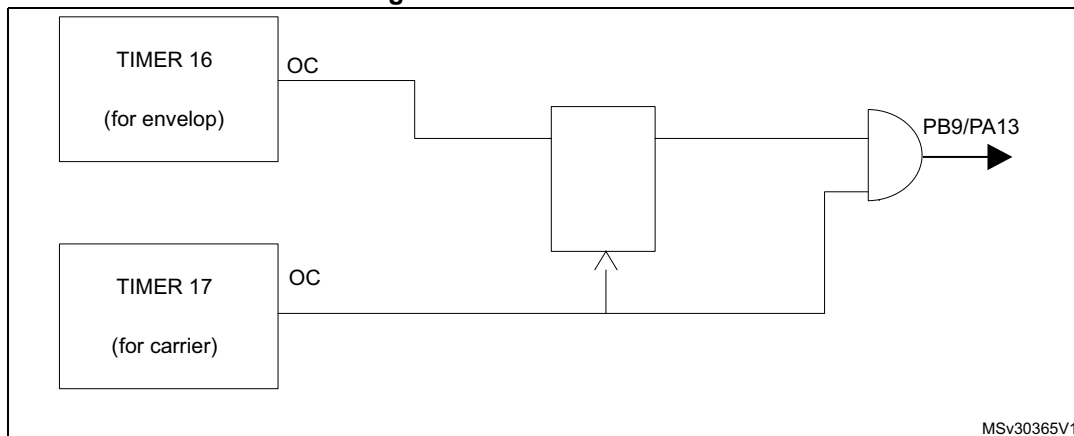 TIMER 16
(for envelop)
OC
PB9/PA13
TIMER 17
(for carrier)
OC
MSv30365V1